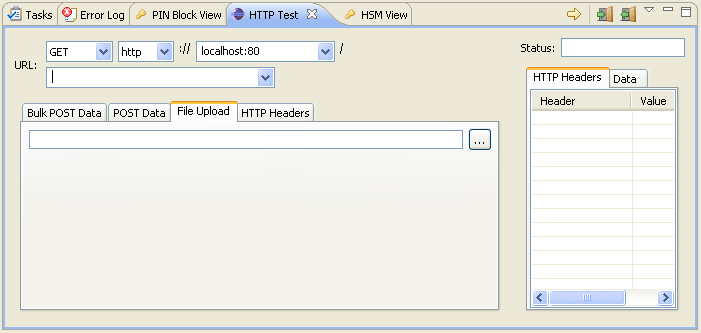 Tasks Error Log PIN Block View HTTP Test HSM View
URL: GET http :// localhost:80 / Status:
Bulk POST Data POST Data File Upload HTTP Headers
...
HTTP Headers Data
Header Value